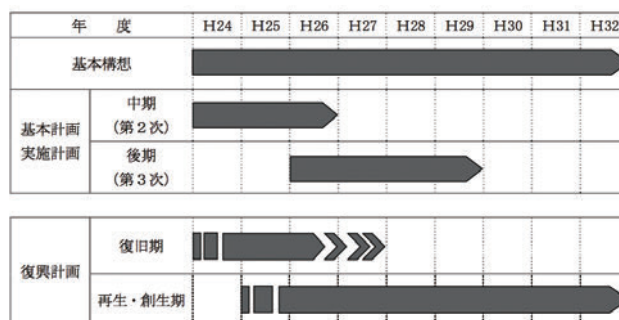 年 度 H24 H25 H26 H27 H28 H29 H30 H31 H32
基本構想
基本計画
実施計画
中期
(第2次)
後期
(第3次)
復興計画
復旧期
再生・創生期